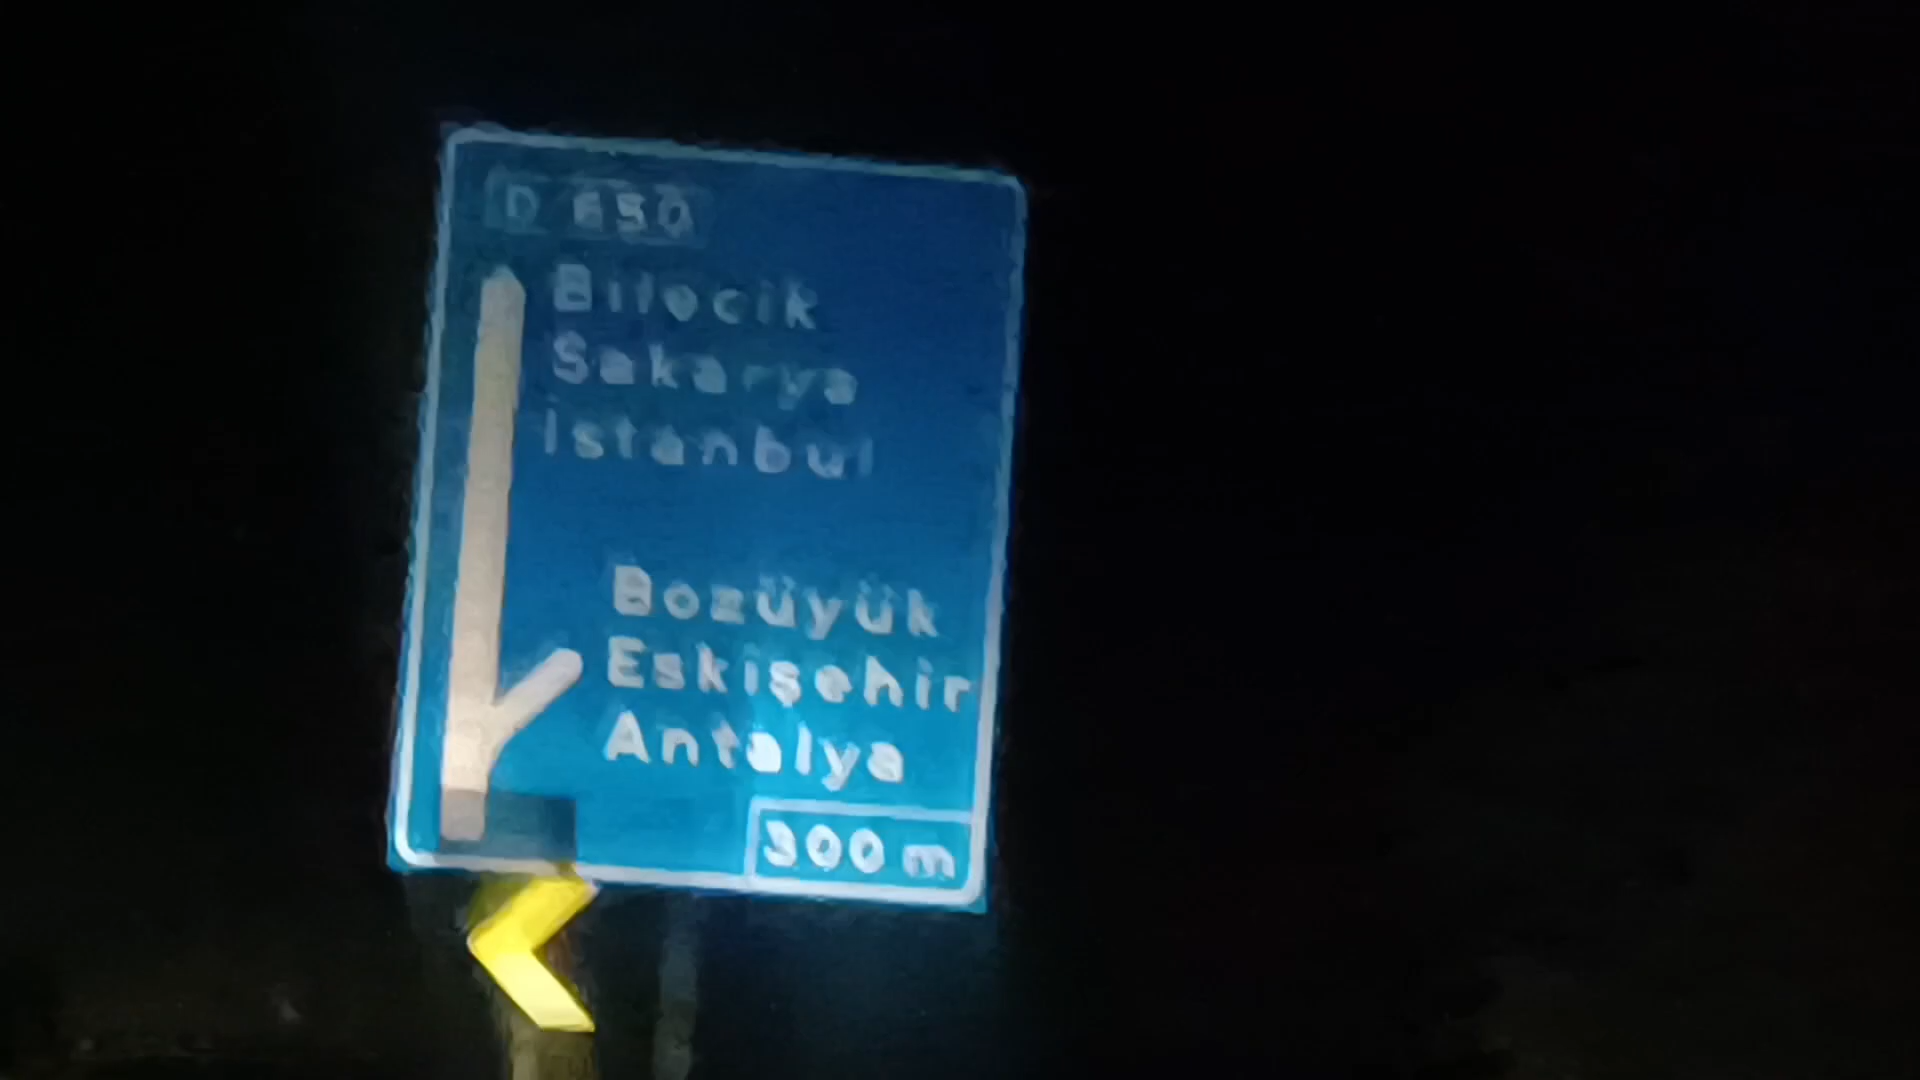 D 650
Bilecik
Sakarya
İstanbul
Bozüyük
Eskişehir
Antalya
300 m